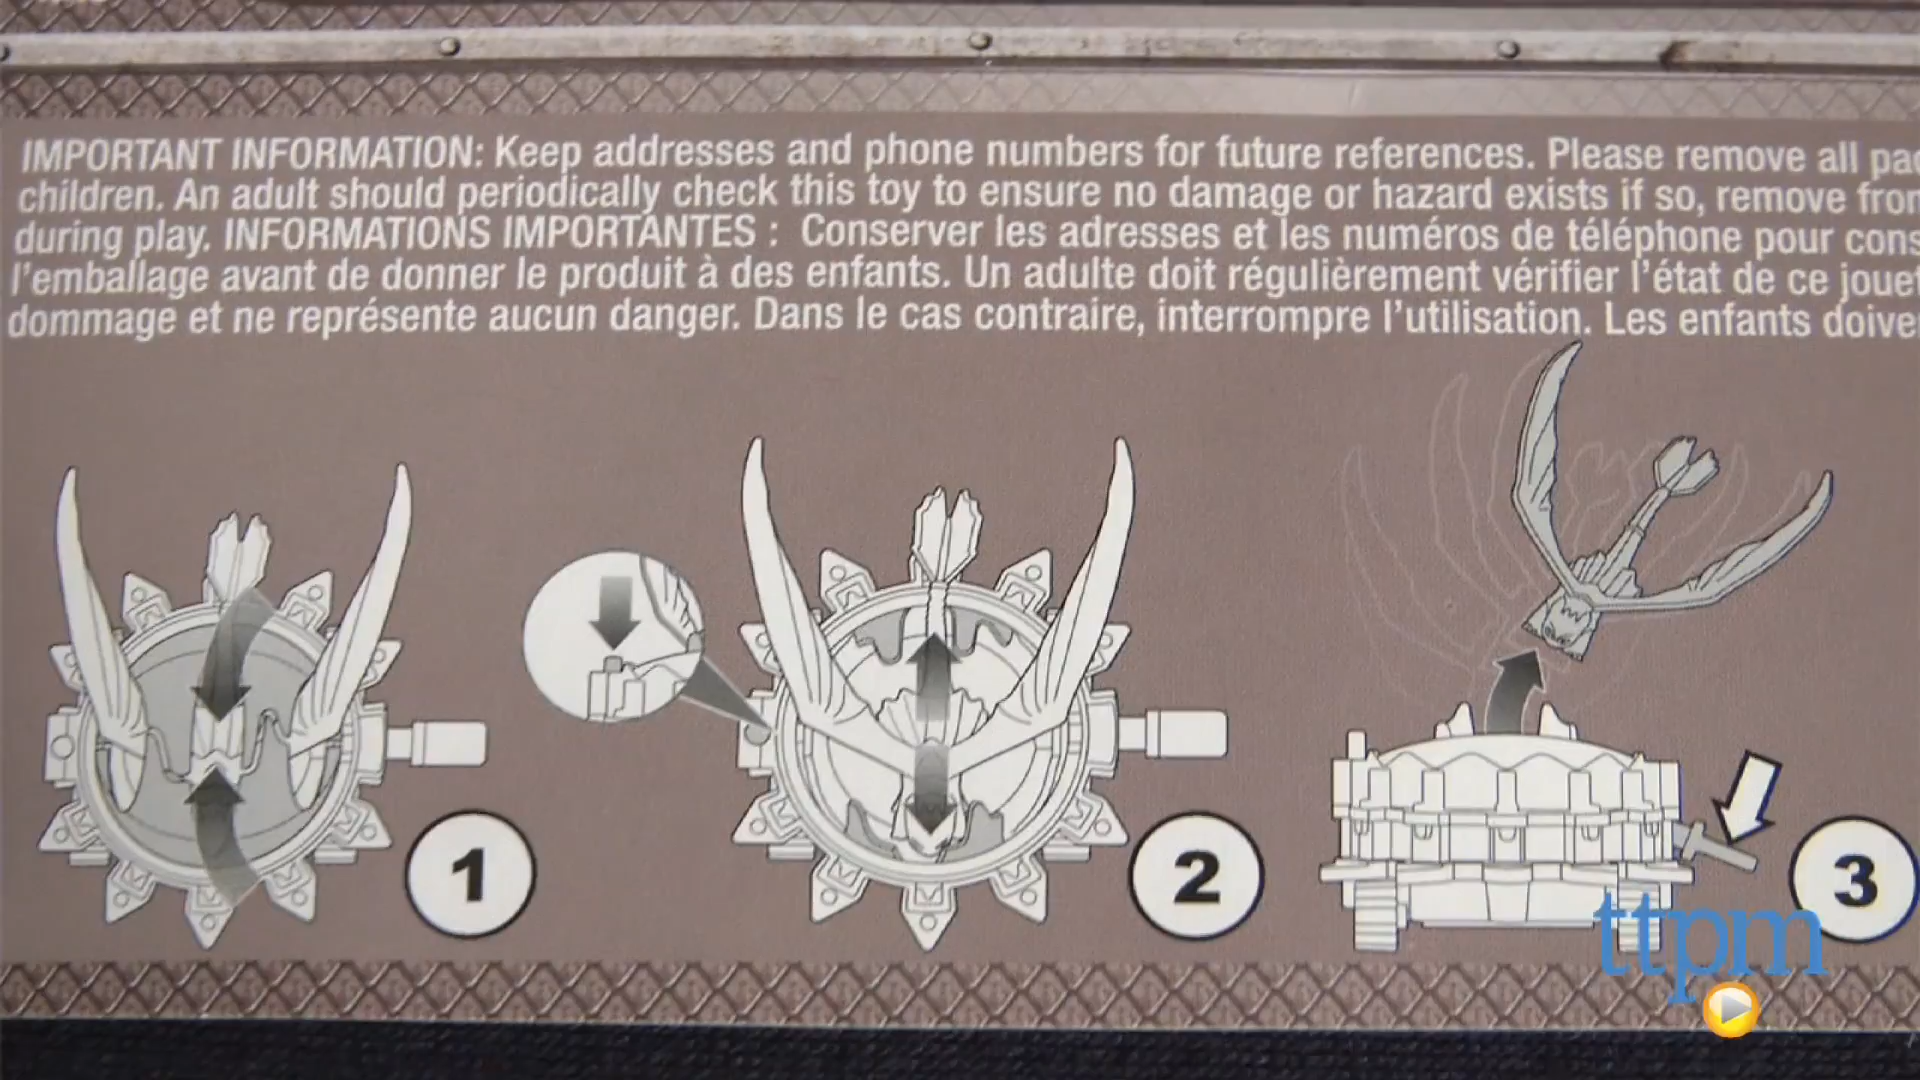 IMPORTANT INFORMATION: Keep addresses and phone numbers for future references. Please remove all
children. An adult should periodically check this toy to ensure no damage or hazard exists if so, remove
during play. INFORMATIONS IMPORTANTES : Conserver les adresses et les numéros de téléphone pour
l'emballage avant de donner le produit à des enfants. Un adulte doit régulièrement vérifier l'état de ce jouet
dommage et ne représente aucun danger. Dans le cas contraire, interrompre l'utilisation. Les enfants
1
2
3
ttpm